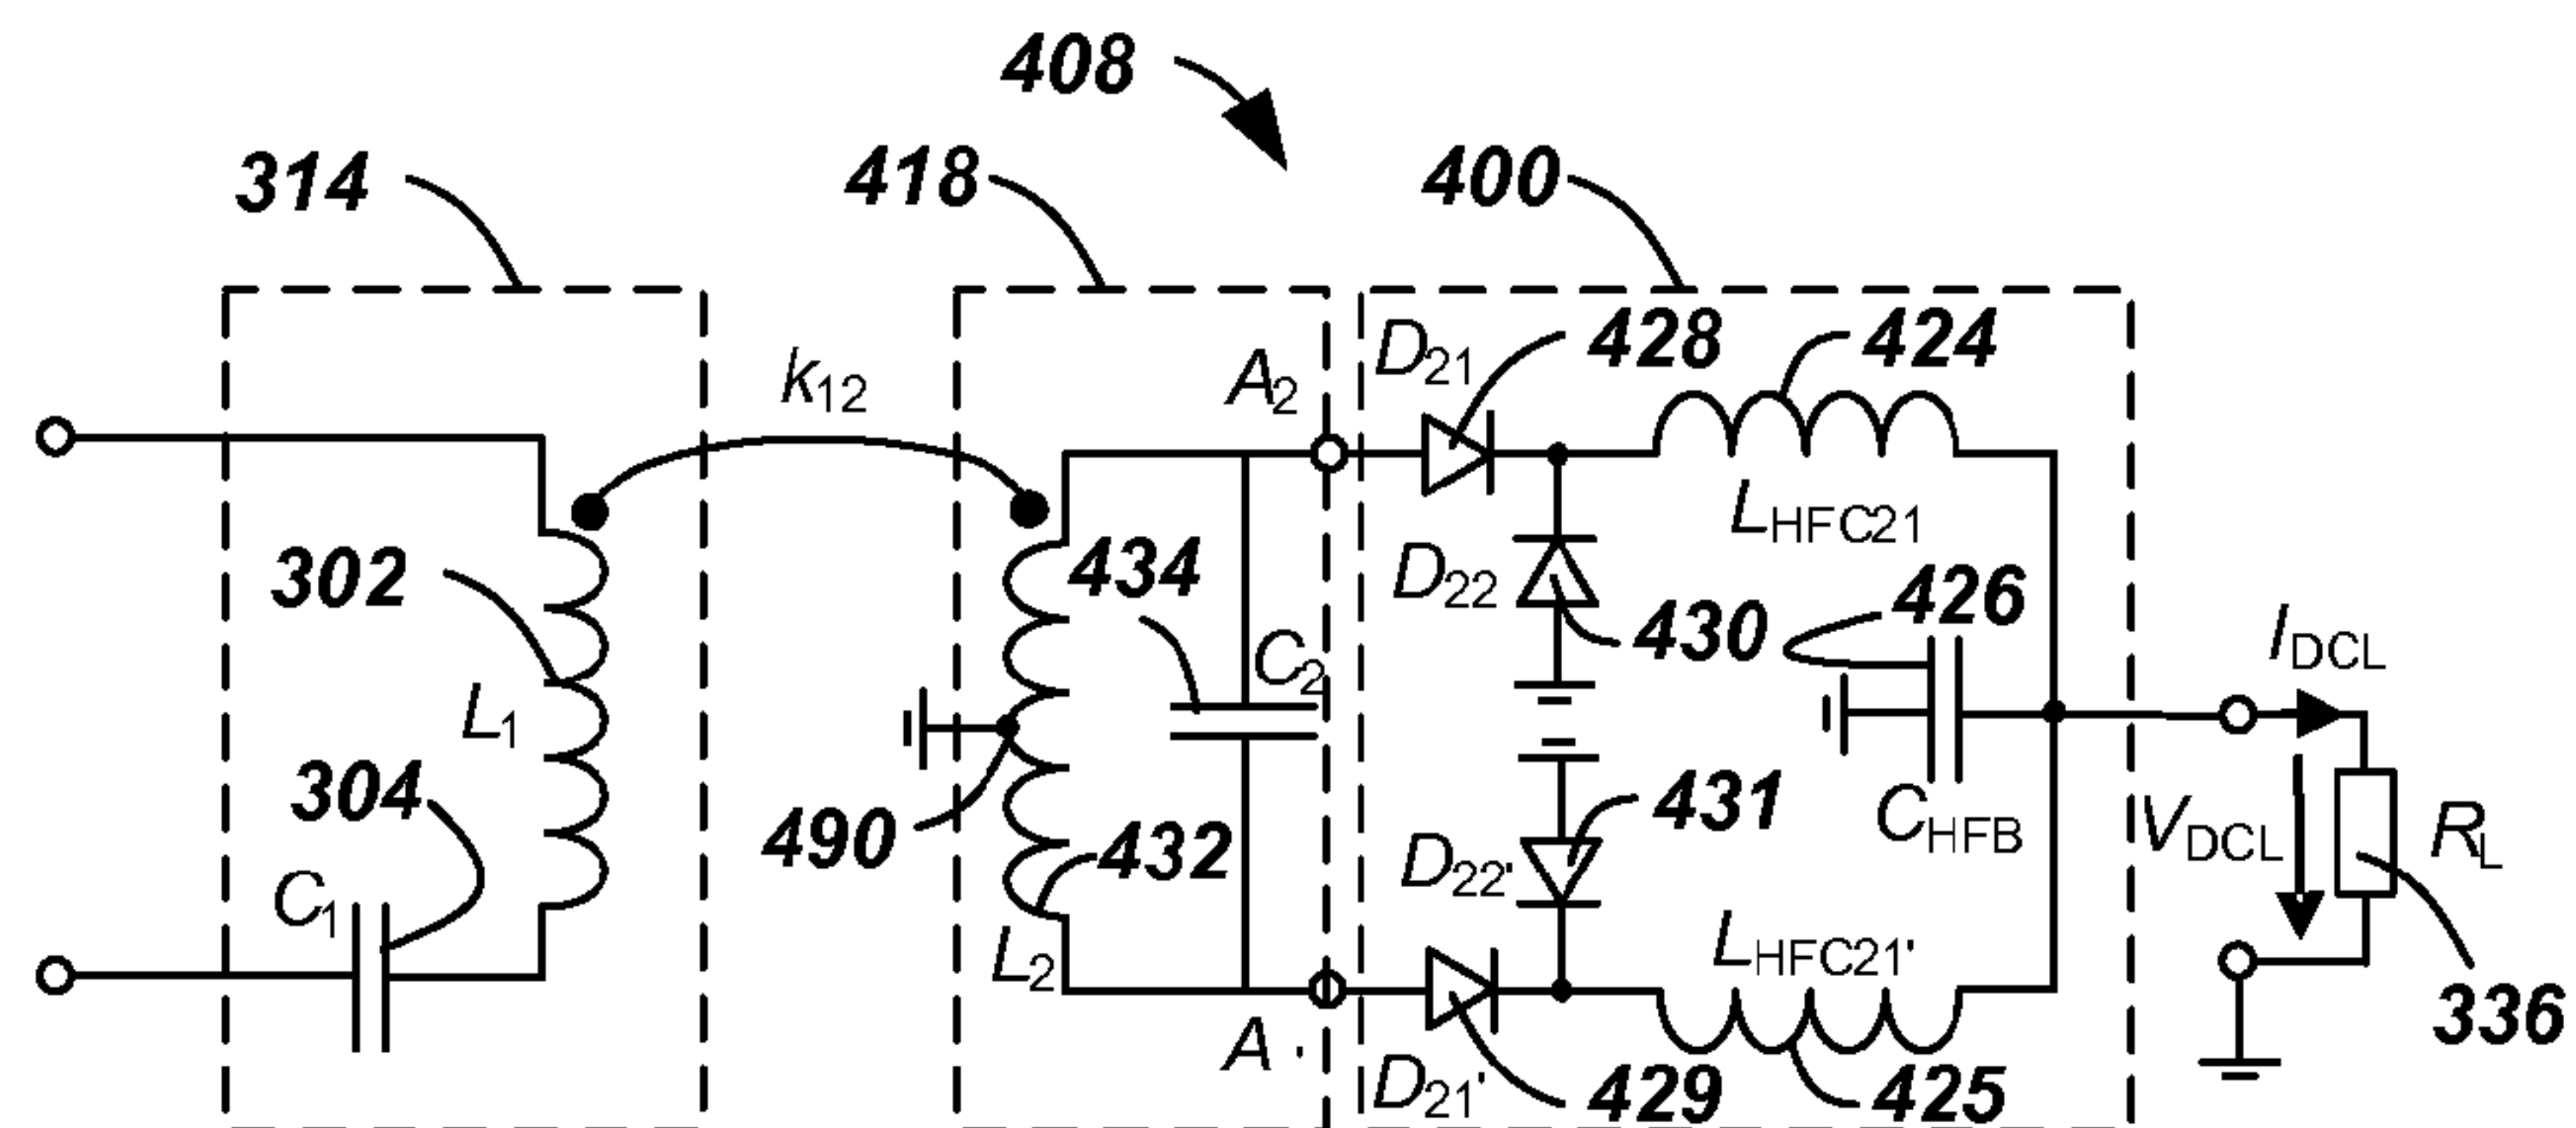 408
314
418
400
D21
428
424
k12
A2
LHFC21
302
434
D22
430
426
C2
IDCL
L1
304
490
432
431
CHFB
VDCL
RL
D22'
C1
L2
LHFC21'
A'
D21'
429
425
336